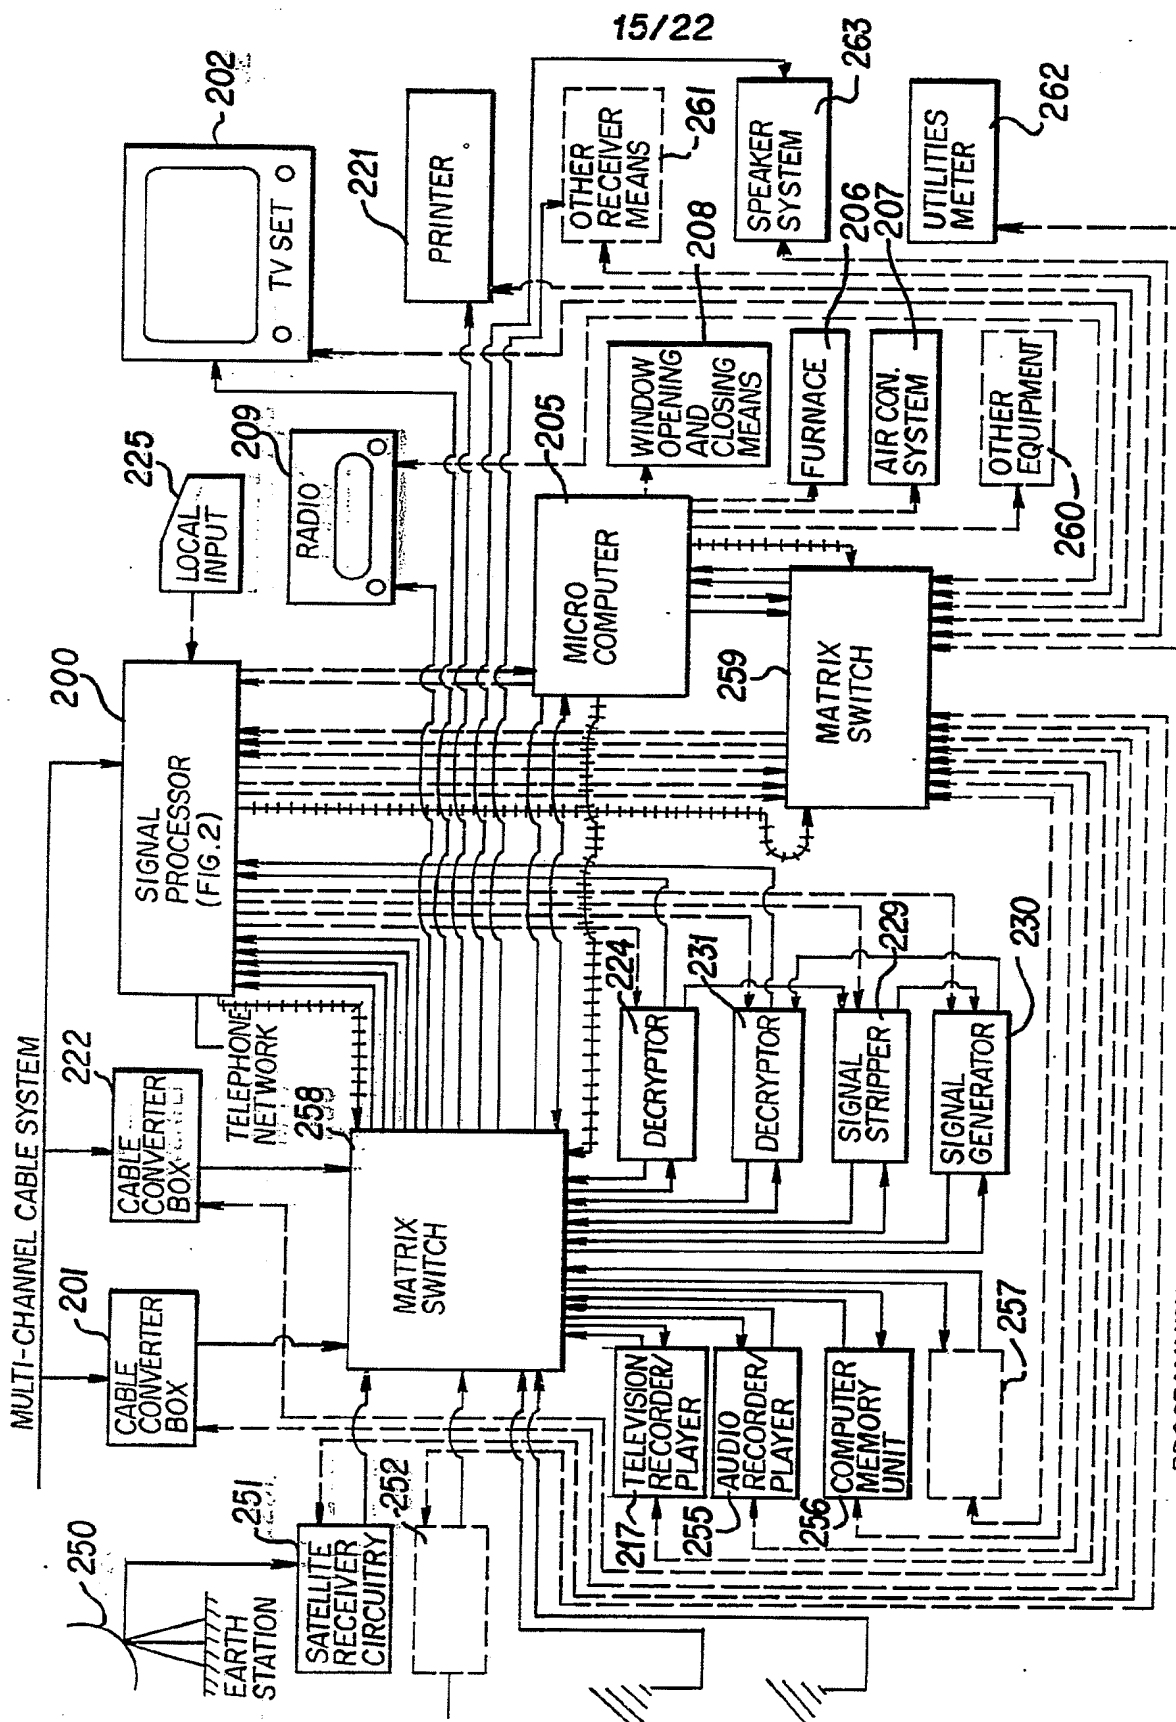 15/22
MULTI-CHANNEL CABLE SYSTEM
250
EARTH
STATION
251
SATELLITE
RECEIVER
CIRCUITRY
252
201
CABLE
CONVERTER
BOX
222
CABLE
CONVERTER
BOX
TELEPHONE
NETWORK
200
SIGNAL
PROCESSOR
(FIG. 2)
225
LOCAL
INPUT
209
RADIO
202
TV SET
221
PRINTER
258
MATRIX
SWITCH
205
MICRO
COMPUTER
208
WINDOW
OPENING
AND
CLOSING
MEANS
OTHER
RECEIVER
MEANS
261
SPEAKER
SYSTEM
263
206
FURNACE
207
AIR CON.
SYSTEM
UTILITIES
METER
262
OTHER
EQUIPMENT
260
259
MATRIX
SWITCH
224
DECRYPTOR
231
DECRYPTOR
229
SIGNAL
STRIPPER
230
SIGNAL
GENERATOR
217
TELEVISION
RECORDER/
PLAYER
255
AUDIO
RECORDER/
PLAYER
256
COMPUTER
MEMORY
UNIT
257